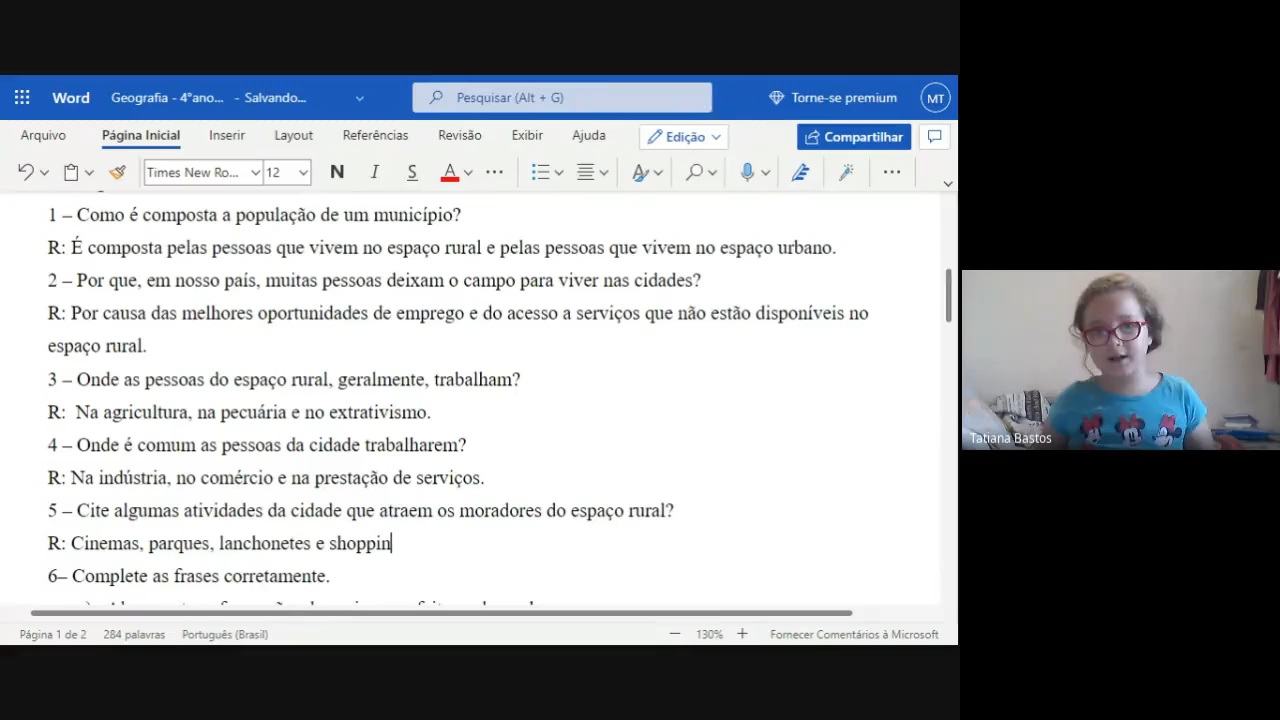 Word Geografia - 4°ano... - Salvando... Pesquisar (Alt + G) Torne-se premium MT
Arquivo Página Inicial Inserir Layout Referências Revisão Exibir Ajuda Edição Compartilhar
Times New Ro... 12 N I S A
1 – Como é composta a população de um município?
R: É composta pelas pessoas que vivem no espaço rural e pelas pessoas que vivem no espaço urbano.
2 – Por que, em nosso país, muitas pessoas deixam o campo para viver nas cidades?
R: Por causa das melhores oportunidades de emprego e do acesso a serviços que não estão disponíveis no
espaço rural.
3 – Onde as pessoas do espaço rural, geralmente, trabalham?
R:  Na agricultura, na pecuária e no extrativismo.
4 – Onde é comum as pessoas da cidade trabalharem?
R: Na indústria, no comércio e na prestação de serviços.
5 – Cite algumas atividades da cidade que atraem os moradores do espaço rural?
R: Cinemas, parques, lanchonetes e shoppin
6– Complete as frases corretamente.
Página 1 de 2 284 palavras Português (Brasil) 130% Fornecer Comentários à Microsoft
Tatiana Bastos